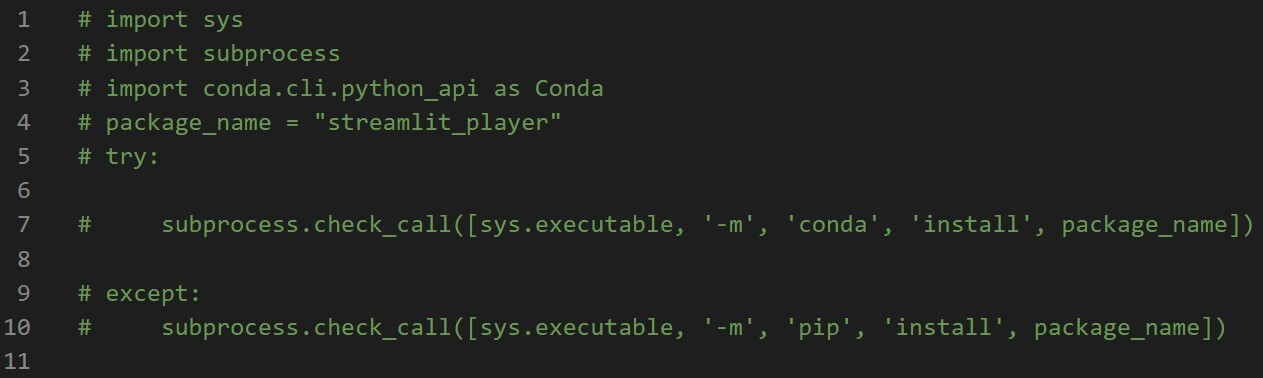 1 # import sys
2 # import subprocess
3 # import conda.cli.python_api as Conda
4 # package_name = "streamlit_player"
5 # try:
6
7 #     subprocess.check_call([sys.executable, '-m', 'conda', 'install', package_name])
8
9 # except:
10 #     subprocess.check_call([sys.executable, '-m', 'pip', 'install', package_name])
11